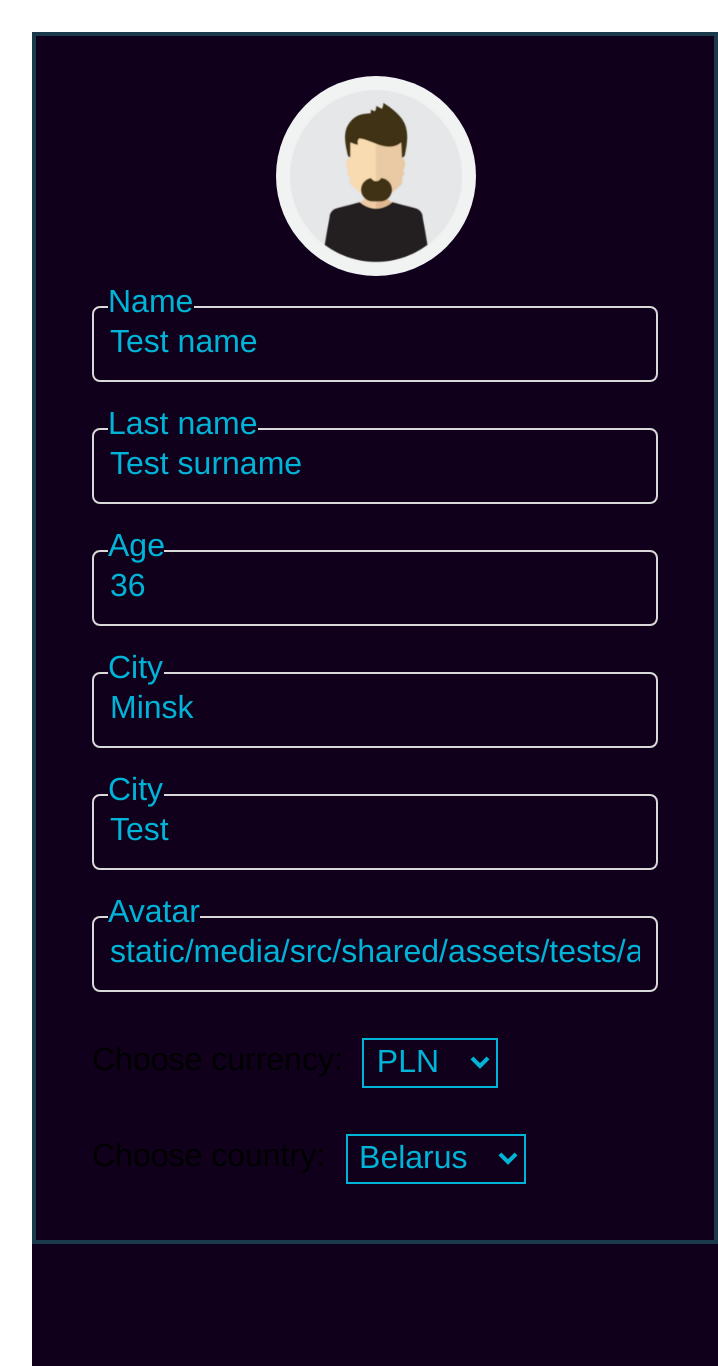 Name
Test name
Last name
Test surname
Age
36
City
Minsk
City
Test
Avatar
static/media/src/shared/assets/tests/a
Choose currency: PLN
Choose country: Belarus